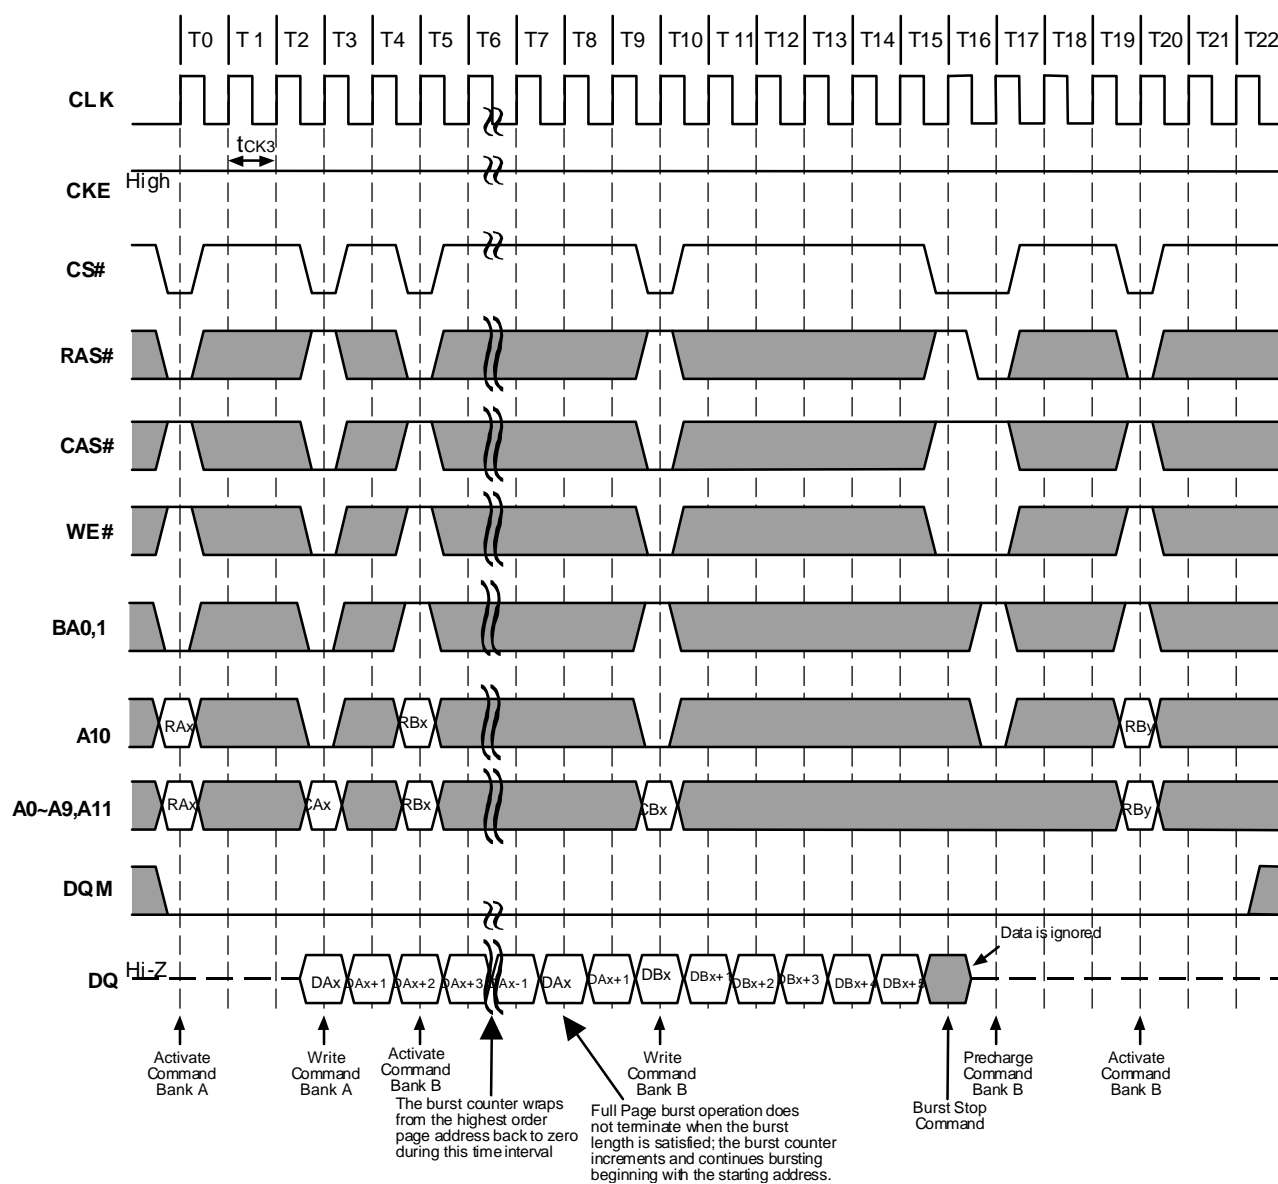 T0 T 1 T2 T3 T4 T5 T6 T7 T8 T9 T10 T 11 T12 T13 T14 T15 T16 T17 T18 T19 T20 T21 T22
CLK
tCK3
High
CKE
CS#
RAS#
CAS#
WE#
BA0,1
RAx RBx RBy
A10
RAx CAx RBx CBx RBy
A0~A9,A11
DQM
Data is ignored
Hi-Z
DQ
DAx DAx+1 DAx+2 DAx+3 DAx-1 DAx DAx+1 DBx DBx+1 DBx+2 DBx+3 DBx+4 DBx+5
Activate
Command
Bank A
Write
Command
Bank A
Activate
Command
Bank B
The burst counter wraps
from the highest order
page address back to zero
during this time interval
Full Page burst operation does
not terminate when the burst
length is satisfied; the burst counter
increments and continues bursting
beginning with the starting address.
Write
Command
Bank B
Burst Stop
Command
Precharge
Command
Bank B
Activate
Command
Bank B